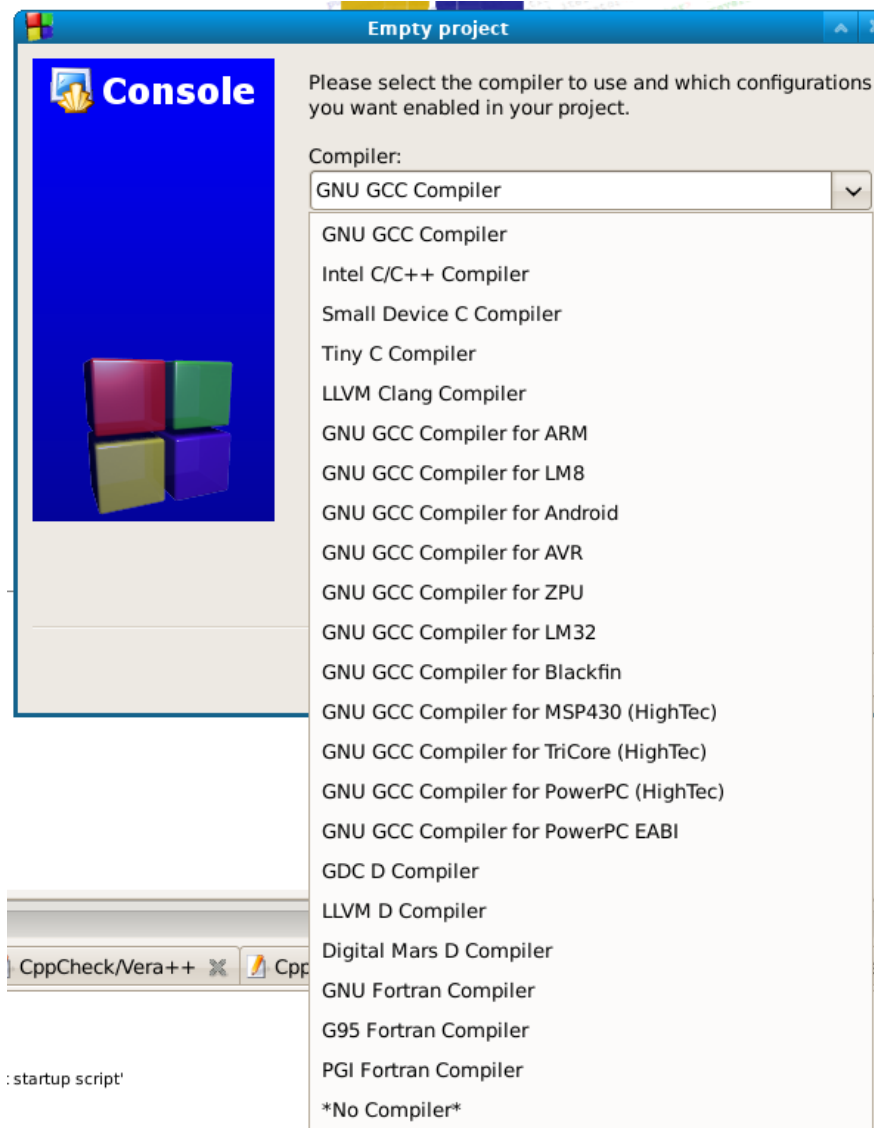 Empty project
Console
Please select the compiler to use and which configurations
you want enabled in your project.
Compiler:
GNU GCC Compiler
GNU GCC Compiler
Intel C/C++ Compiler
Small Device C Compiler
Tiny C Compiler
LLVM Clang Compiler
GNU GCC Compiler for ARM
GNU GCC Compiler for LM8
GNU GCC Compiler for Android
GNU GCC Compiler for AVR
GNU GCC Compiler for ZPU
GNU GCC Compiler for LM32
GNU GCC Compiler for Blackfin
GNU GCC Compiler for MSP430 (HighTec)
GNU GCC Compiler for TriCore (HighTec)
GNU GCC Compiler for PowerPC (HighTec)
GNU GCC Compiler for PowerPC EABI
GDC D Compiler
LLVM D Compiler
Digital Mars D Compiler
GNU Fortran Compiler
G95 Fortran Compiler
PGI Fortran Compiler
*No Compiler*
CppCheck/Vera++ Cpp
startup script'